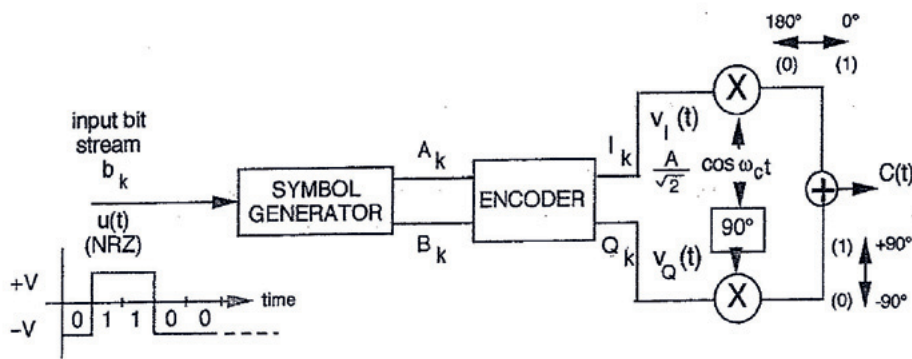 180° 0°
(0) (1)
X
input bit
stream
b_k
u(t)
(NRZ)
SYMBOL
GENERATOR
A_k
B_k
ENCODER
I_k
Q_k
v_I(t)
A/√2 cos ω_c t
90°
v_Q(t)
X
+
C(t)
(1) +90°
(0) -90°
+V
-V
0 1 1 0 0
time